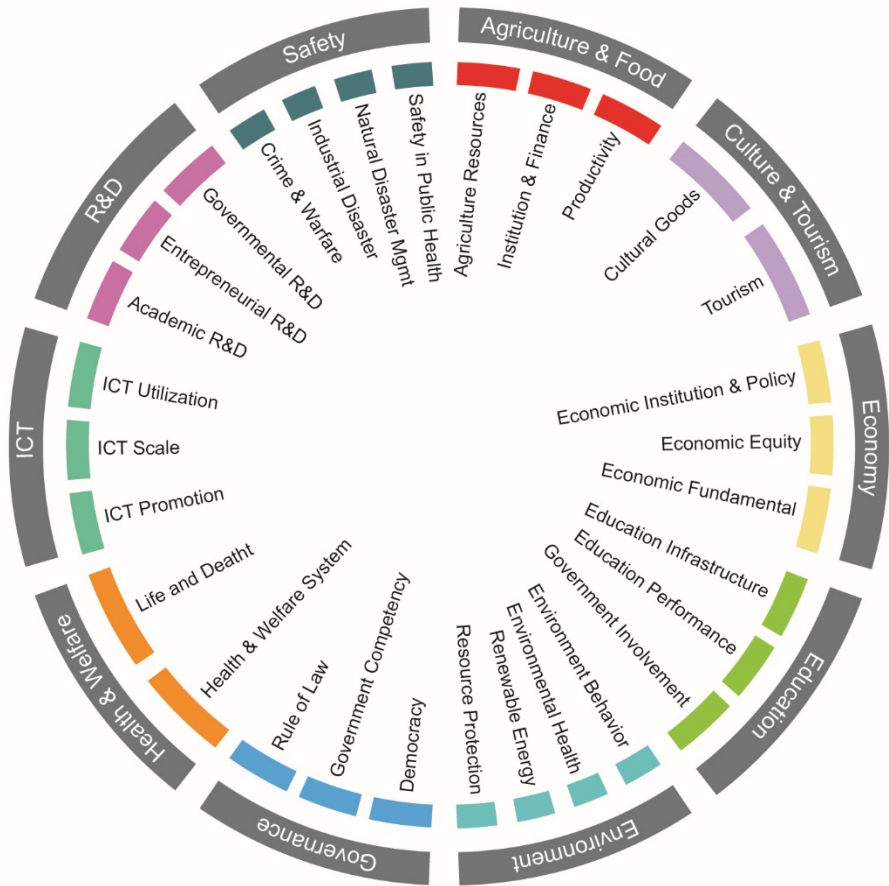 Agriculture & Food
Agriculture Resources
Institution & Finance
Productivity
Culture & Tourism
Cultural Goods
Tourism
Economy
Economic Institution & Policy
Economic Equity
Economic Fundamental
Education
Education Infrastructure
Education Performance
Government Involvement
Environment
Environment Behavior
Environmental Health
Renewable Energy
Resource Protection
Governance
Democracy
Government Competency
Rule of Law
Health & Welfare
Health & Welfare System
Life and Deatht
ICT
ICT Promotion
ICT Scale
ICT Utilization
R&D
Academic R&D
Entrepreneurial R&D
Governmental R&D
Safety
Crime & Warfare
Industrial Disaster
Natural Disaster Mgmt
Safety in Public Health